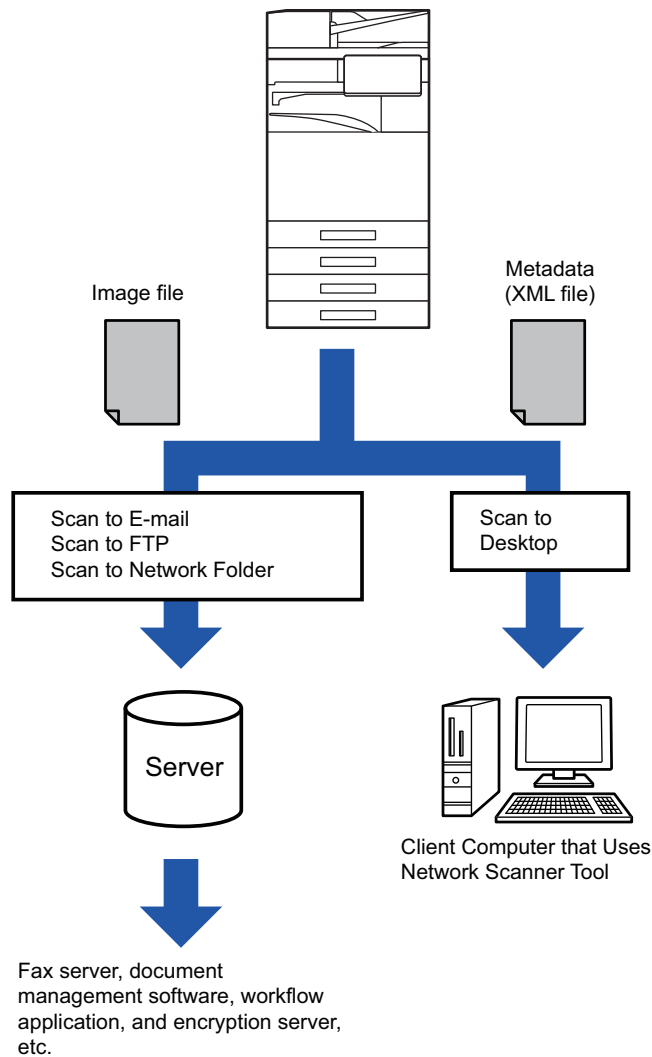 Image file
Metadata
(XML file)
Scan to E-mail
Scan to FTP
Scan to Network Folder
Scan to
Desktop
Server
Client Computer that Uses
Network Scanner Tool
Fax server, document
management software, workflow
application, and encryption server,
etc.